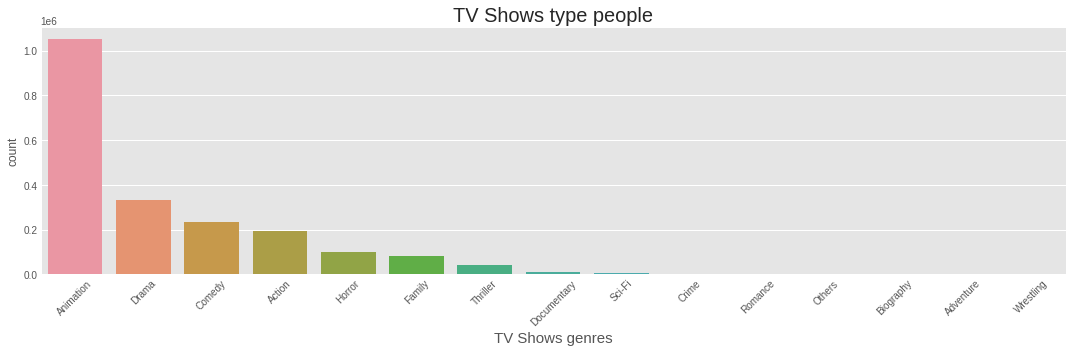 TV Shows type people
1e6
1.0
0.8
0.6
0.4
0.2
0.0
count
Animation
Drama
Comedy
Action
Horror
Family
Thriller
Documentary
Sci-Fi
Crime
Romance
Others
Biography
Adventure
Wrestling
TV Shows genres